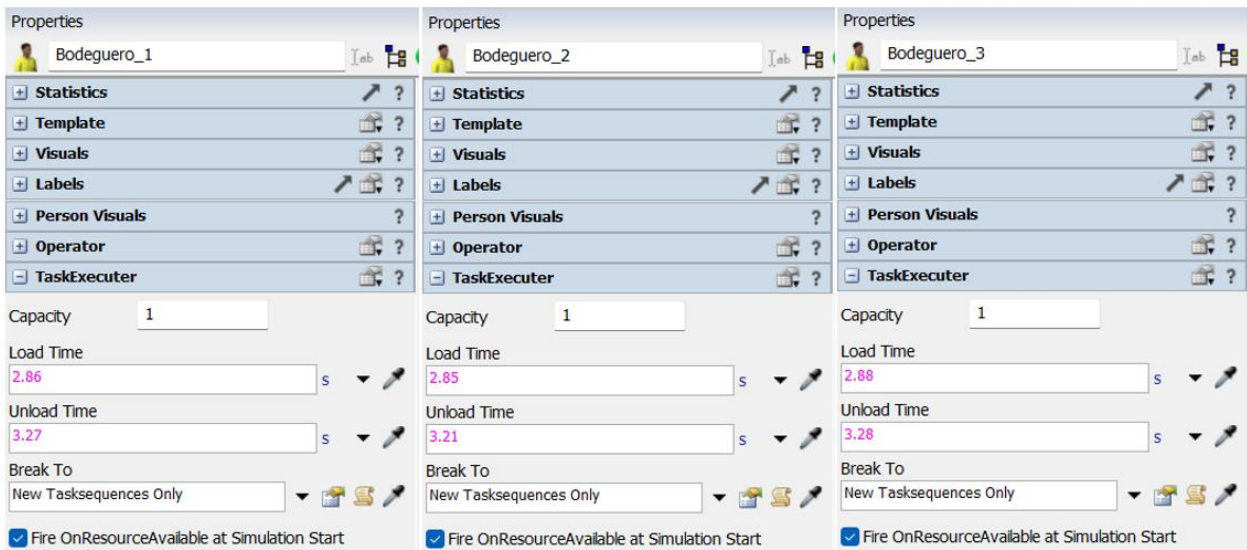 Properties
Bodeguero_1
Statistics ?
Template ?
Visuals ?
Labels ?
Person Visuals ?
Operator ?
TaskExecuter ?
Capacity 1
Load Time
2.86 s
Unload Time
3.27 s
Break To
New Tasksequences Only
Fire OnResourceAvailable at Simulation Start
Properties
Bodeguero_2
Statistics ?
Template ?
Visuals ?
Labels ?
Person Visuals ?
Operator ?
TaskExecuter ?
Capacity 1
Load Time
2.85 s
Unload Time
3.21 s
Break To
New Tasksequences Only
Fire OnResourceAvailable at Simulation Start
Properties
Bodeguero_3
Statistics ?
Template ?
Visuals ?
Labels ?
Person Visuals ?
Operator ?
TaskExecuter ?
Capacity 1
Load Time
2.88 s
Unload Time
3.28 s
Break To
New Tasksequences Only
Fire OnResourceAvailable at Simulation Start